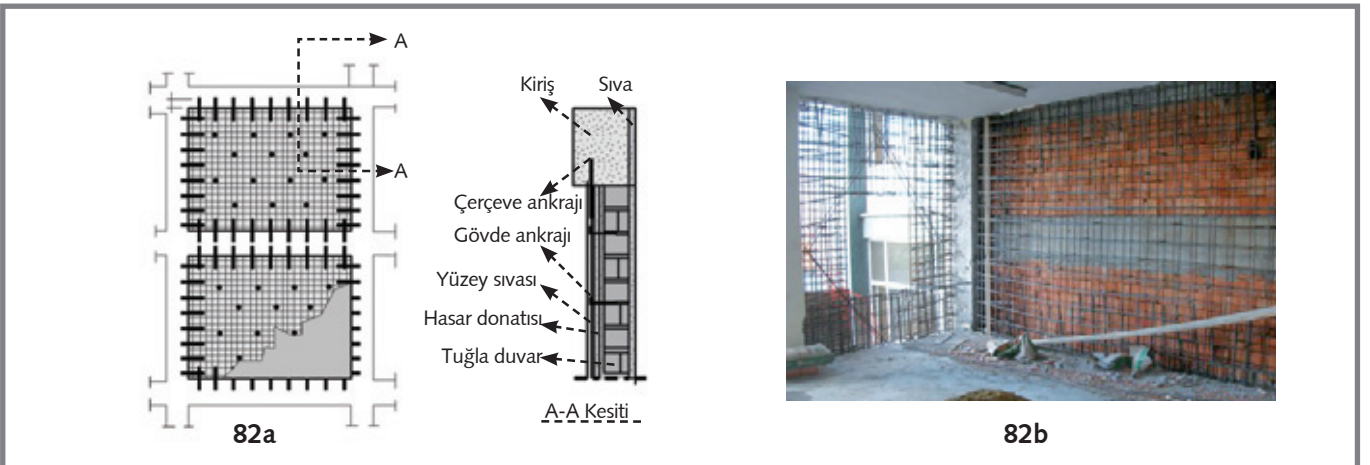 A
A
Kiriş
Sıva
Çerçeve ankrajı
Gövde ankrajı
Yüzey sıvası
Hasar donatısı
Tuğla duvar
A-A Kesiti
82a
82b